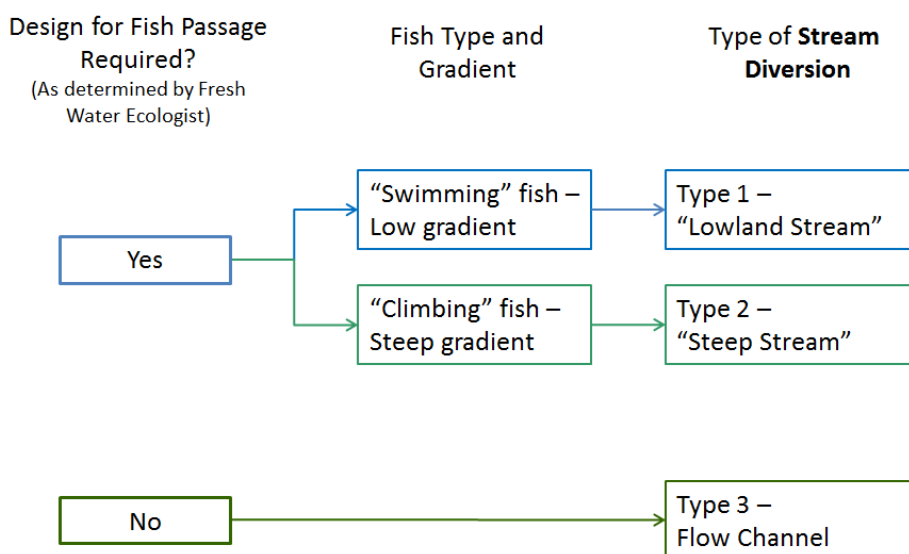 Design for Fish Passage
Required?
(As determined by Fresh
Water Ecologist)
Fish Type and
Gradient
Type of Stream
Diversion
Yes
“Swimming” fish –
Low gradient
Type 1 –
“Lowland Stream”
“Climbing” fish –
Steep gradient
Type 2 –
“Steep Stream”
No
Type 3 –
Flow Channel